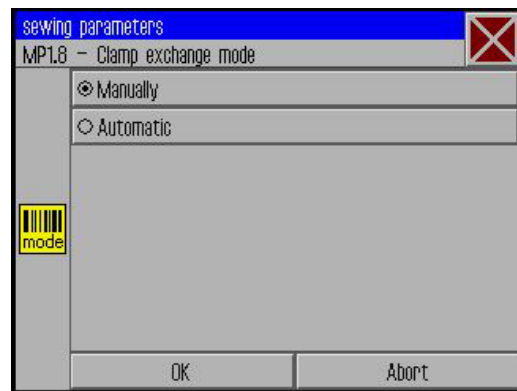 sewing parameters
MP1.8 - Clamp exchange mode
Manually
Automatic
mode
OK Abort